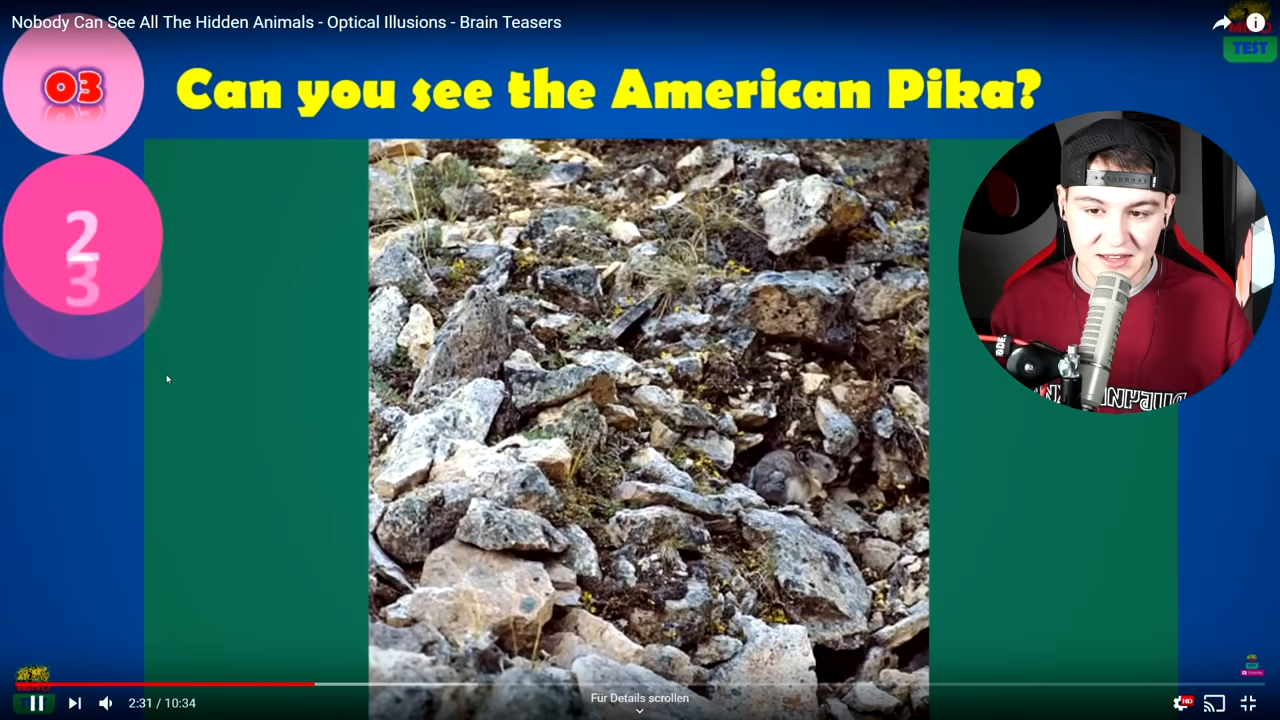 Nobody Can See All The Hidden Animals - Optical Illusions - Brain Teasers
TEST
03
Can you see the American Pika?
2
3
Für Details scrollen
2:31 / 10:34
HD